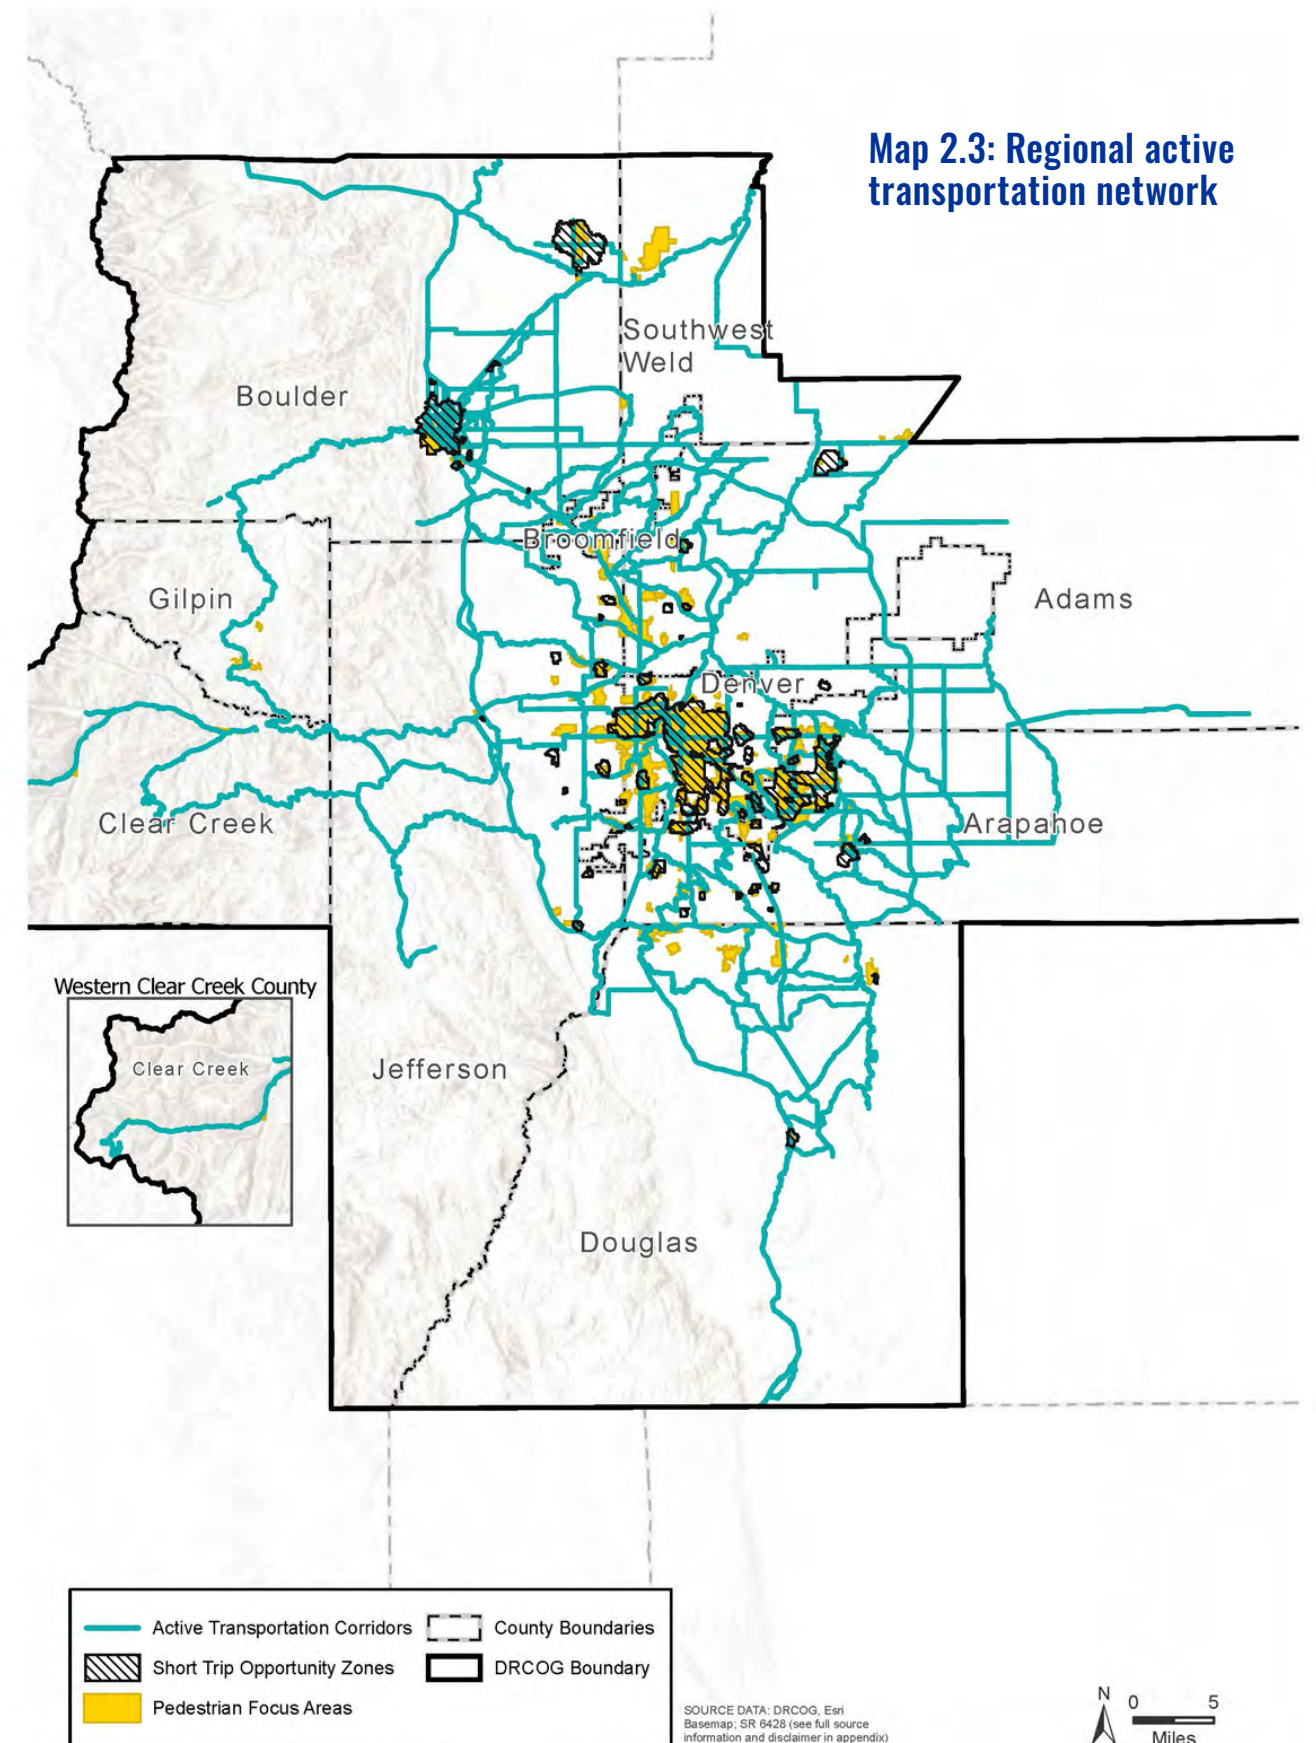 Map 2.3: Regional active
transportation network
Southwest
Weld
Boulder
Broomfield
Gilpin
Adams
Denver
Clear Creek
Arapahoe
Western Clear Creek County
Clear Creek
Jefferson
Douglas
Active Transportation Corridors
County Boundaries
Short Trip Opportunity Zones
DRCOG Boundary
Pedestrian Focus Areas
SOURCE DATA: DRCOG, Esri
Basemap; SR 6428 (see full source
information and disclaimer in appendix)
N
0 5
Miles